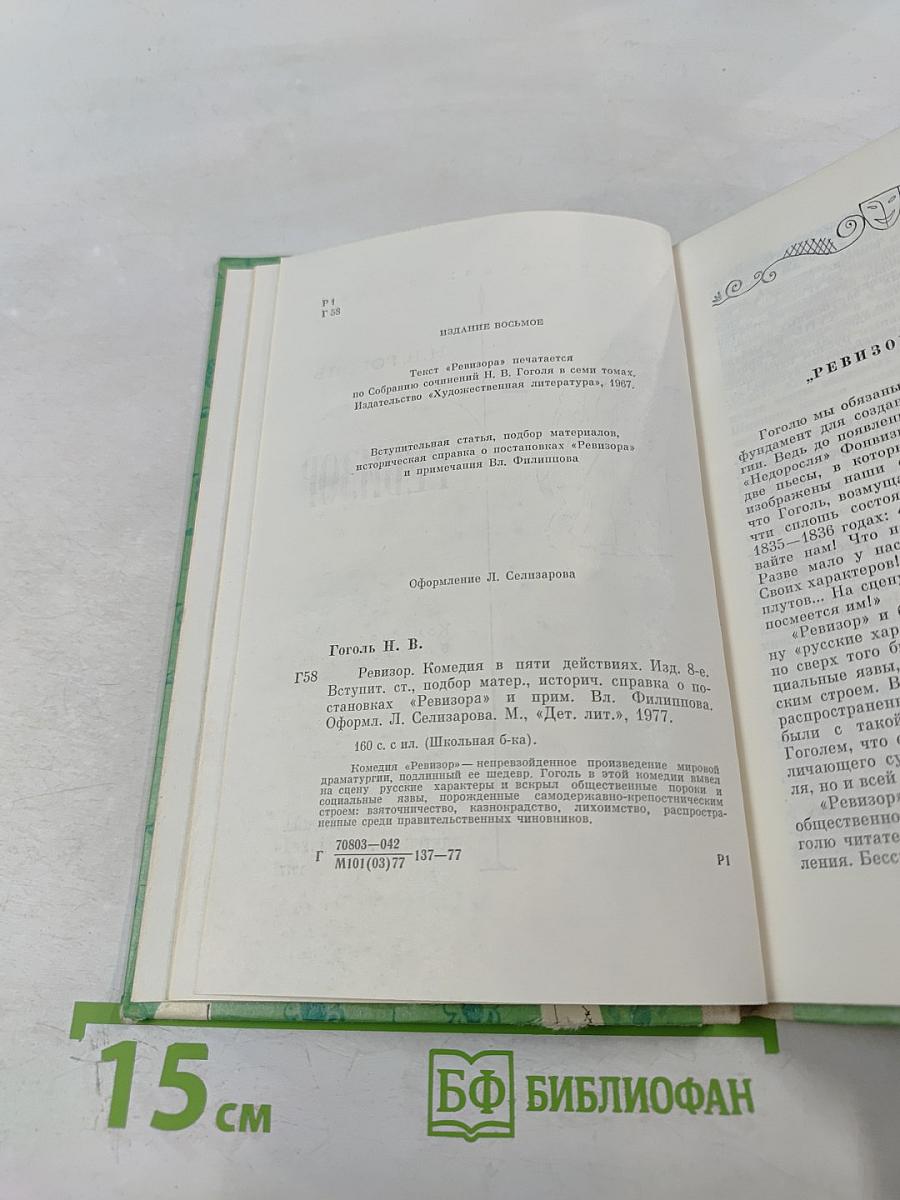 Р1
Г 58
ИЗДАНИЕ ВОСЬМОЕ
Текст «Ревизора» печатается
по Собранию сочинений Н. В. Гоголя в семи томах.
Издательство «Художественная литература», 1967.
Вступительная статья, подбор материалов,
историческая справка о постановках «Ревизора»
и примечания Вл. Филиппова
Оформление Л. Селизарова
Гоголь Н. В.
Г58 Ревизор. Комедия в пяти действиях. Изд. 8-е.
Вступит. ст., подбор матер., историч. справка о по-
становках «Ревизора» и прим. Вл. Филиппова.
Оформл. Л. Селизарова. М., «Дет. лит.», 1977.
160 с. с ил. (Школьная б-ка).
Комедия «Ревизор» — непревзойденное произведение мировой
драматургии, подлинный ее шедевр. Гоголь в этой комедии вывел
на сцену русские характеры и вскрыл общественные пороки и
социальные язвы, порожденные самодержавно-крепостническим
строем: взяточничество, казнокрадство, лихоимство, распростра-
ненные среди правительственных чиновников.
Г 70803—042
М101(03)77 137—77
Р1
„РЕВИЗО
Гоголю мы обязаны
фундамент для создан
гии. Ведь до появлен
«Недоросля» Фонвизи
две пьесы, в котор
изображены наши
что Гоголь, возмуща
чти сплошь состоя
1835—1836 годах:
вайте нам! Что н
Разве мало у нас
Своих характеров!
плутов... На сцену
посмеется им!»
«Ревизор» и
ну «русские хар
но сверх того б
циальные язвы,
ским строем. В
распространен
были с такой
Гоголем, что
личающего су
ля, но и всей
«Ревизор»
общественно
голю читате
ления. Бесс
15 см
БФ БИБЛИОФАН